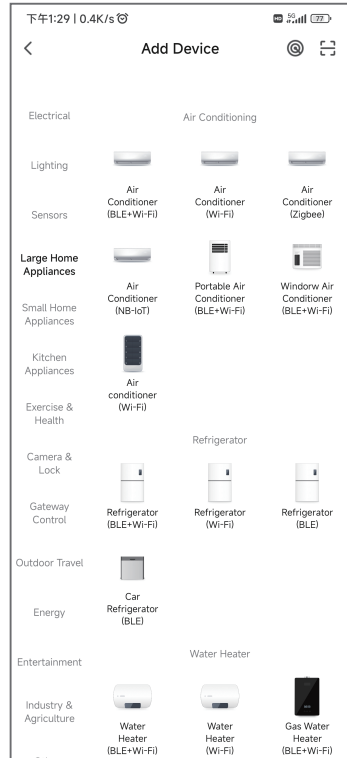 下午1:29 | 0.4K/s
HD 5G 77
Add Device
Electrical
Lighting
Sensors
Large Home
Appliances
Small Home
Appliances
Kitchen
Appliances
Exercise &
Health
Camera &
Lock
Gateway
Control
Outdoor Travel
Energy
Entertainment
Industry &
Agriculture
Air Conditioning
Air
Conditioner
(BLE+Wi-Fi)
Air
Conditioner
(Wi-Fi)
Air
Conditioner
(Zigbee)
Air
Conditioner
(NB-IoT)
Portable Air
Conditioner
(BLE+Wi-Fi)
Windorw Air
Conditioner
(BLE+Wi-Fi)
Air
conditioner
(Wi-Fi)
Refrigerator
Refrigerator
(BLE+Wi-Fi)
Refrigerator
(Wi-Fi)
Refrigerator
(BLE)
Car
Refrigerator
(BLE)
Water Heater
Water
Heater
(BLE+Wi-Fi)
Water
Heater
(Wi-Fi)
Gas Water
Heater
(BLE+Wi-Fi)